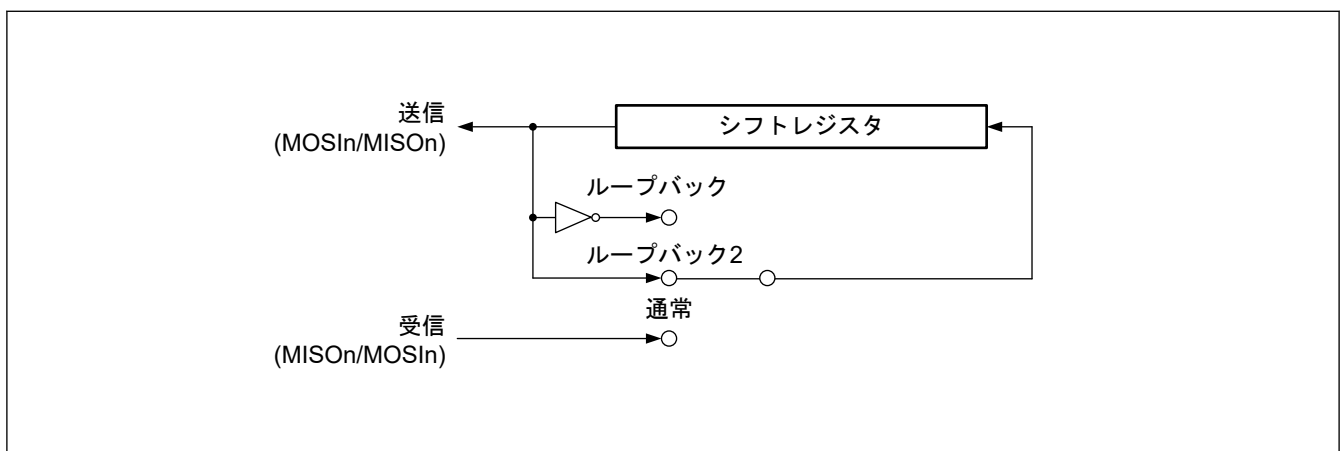 送信
(MOSIn/MISOn)
シフトレジスタ
ループバック
ループバック2
通常
受信
(MISOn/MOSIn)